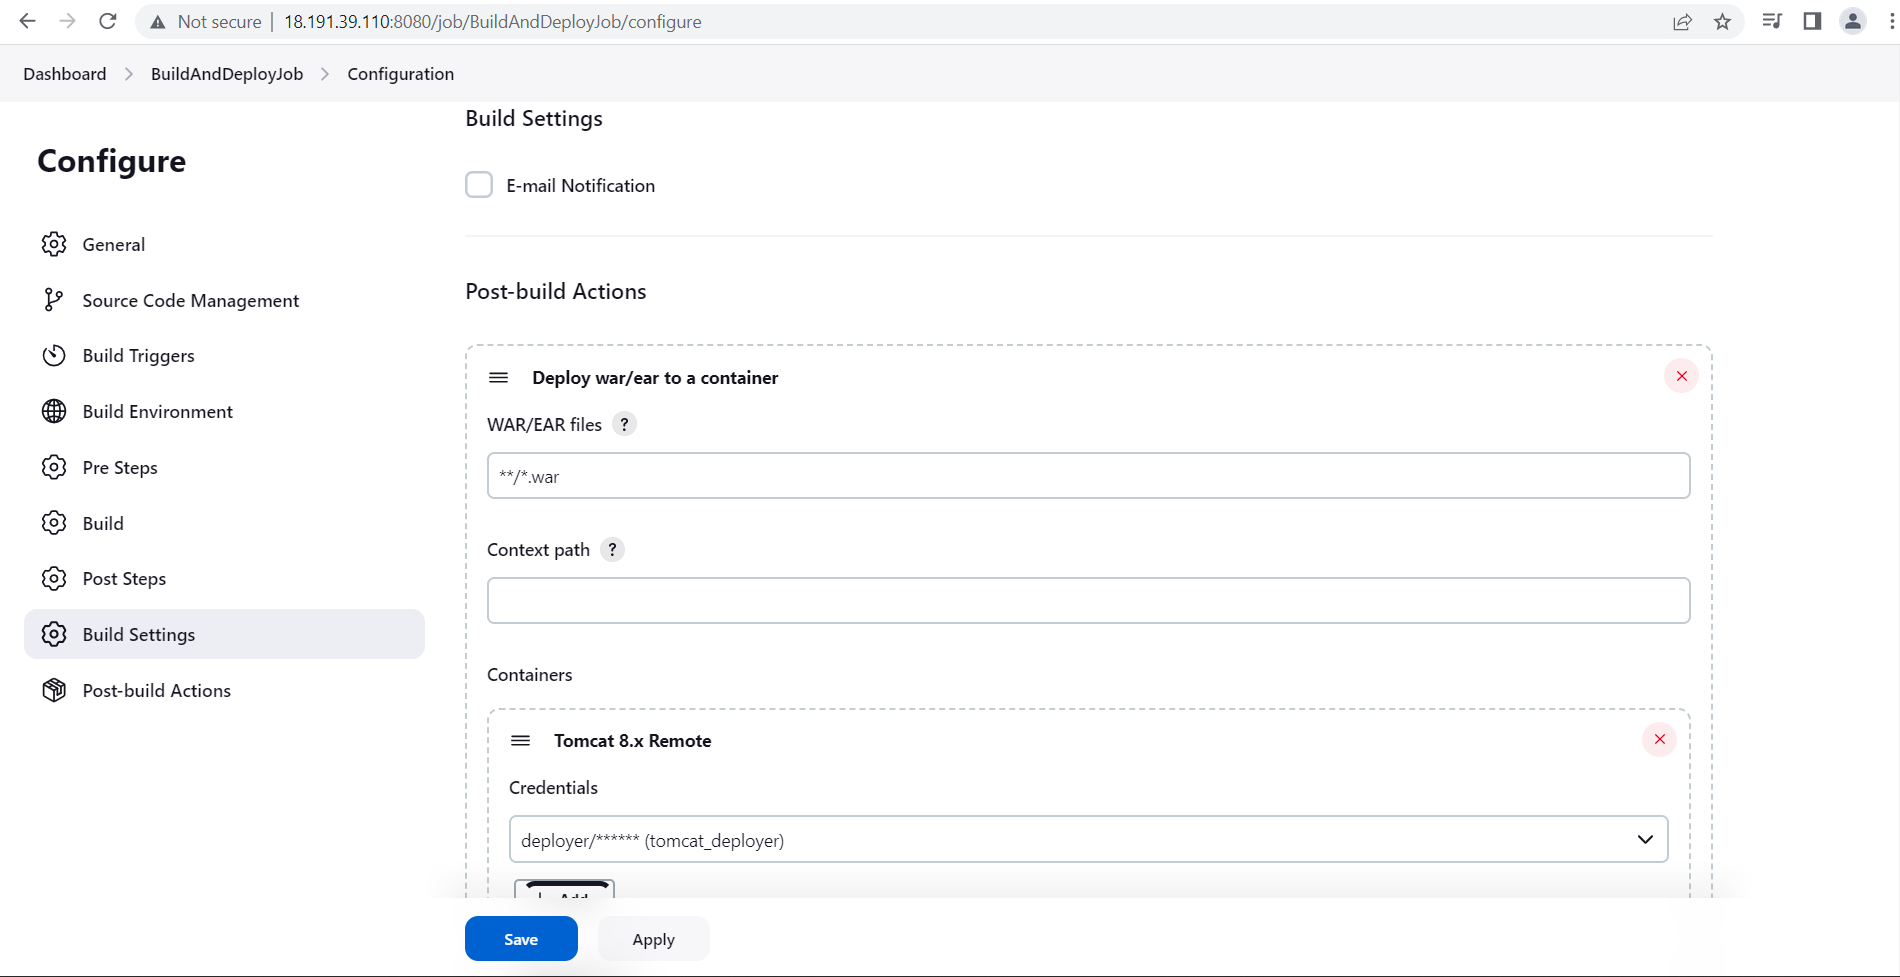 Not secure | 18.191.39.110:8080/job/BuildAndDeployJob/configure
Dashboard > BuildAndDeployJob > Configuration
Configure
General
Source Code Management
Build Triggers
Build Environment
Pre Steps
Build
Post Steps
Build Settings
Post-build Actions
Build Settings
E-mail Notification
Post-build Actions
Deploy war/ear to a container
WAR/EAR files ?
**/*.war
Context path ?
Containers
Tomcat 8.x Remote
Credentials
deployer/****** (tomcat_deployer)
Add
Save
Apply